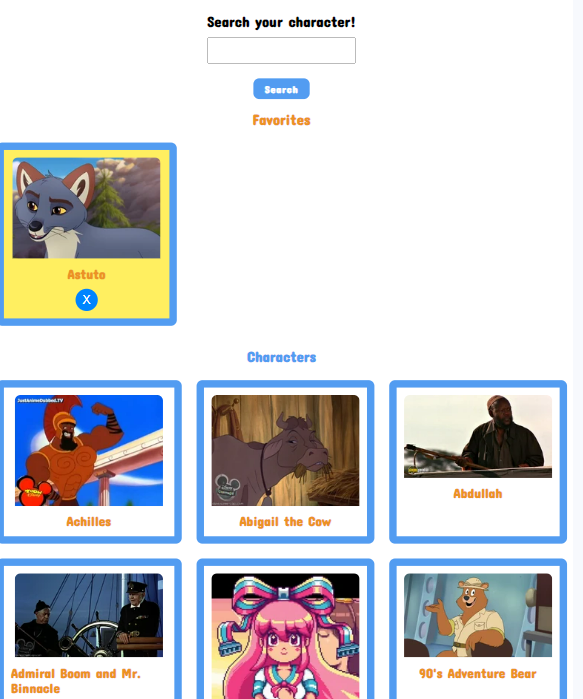 Search your character!
Search
Favorites
Astuto
X
Characters
JustAnimeDubbed.TV
Achilles
Abigail the Cow
Abdullah
Admiral Boom and Mr.
Binnacle
90's Adventure Bear